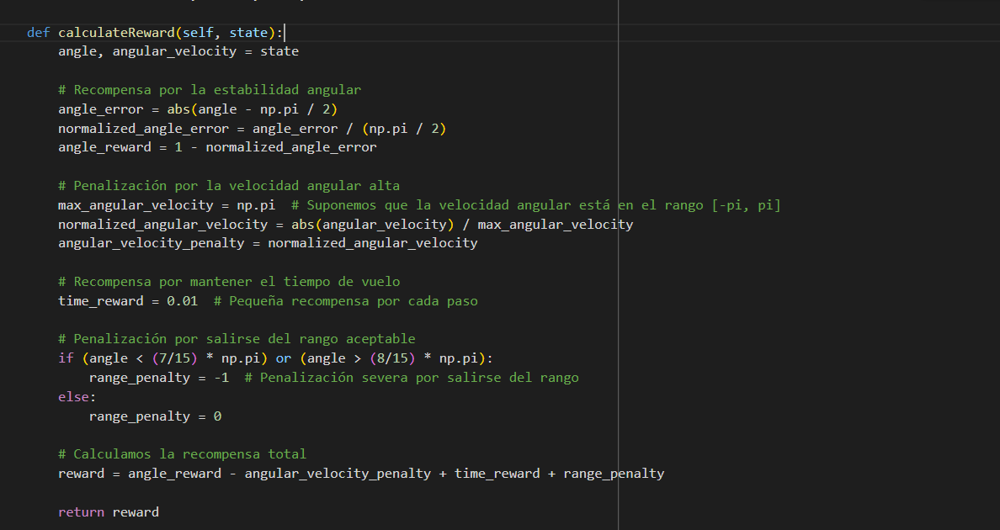 def calculateReward(self, state):
angle, angular_velocity = state
# Recompensa por la estabilidad angular
angle_error = abs(angle - np.pi / 2)
normalized_angle_error = angle_error / (np.pi / 2)
angle_reward = 1 - normalized_angle_error
# Penalización por la velocidad angular alta
max_angular_velocity = np.pi  # Suponemos que la velocidad angular está en el rango [-pi, pi]
normalized_angular_velocity = abs(angular_velocity) / max_angular_velocity
angular_velocity_penalty = normalized_angular_velocity
# Recompensa por mantener el tiempo de vuelo
time_reward = 0.01  # Pequeña recompensa por cada paso
# Penalización por salirse del rango aceptable
if (angle < (7/15) * np.pi) or (angle > (8/15) * np.pi):
range_penalty = -1  # Penalización severa por salirse del rango
else:
range_penalty = 0
# Calculamos la recompensa total
reward = angle_reward - angular_velocity_penalty + time_reward + range_penalty
return reward